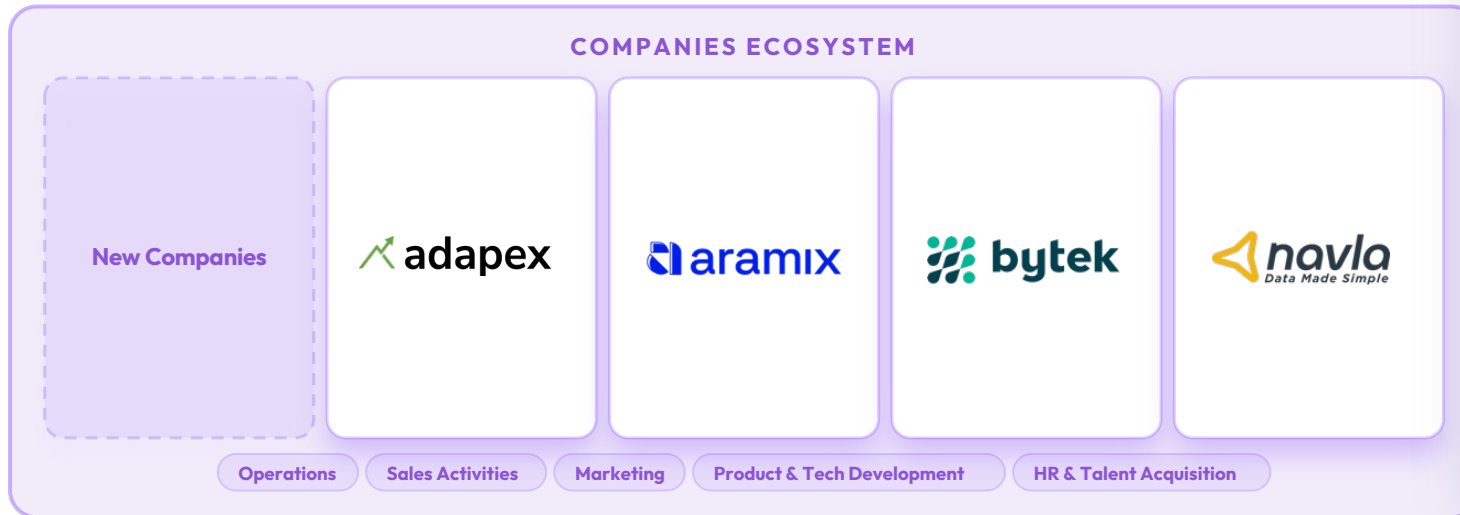 COMPANIES ECOSYSTEM
New Companies
adapex
aramıx
bytek
navla
Data Made Simple
Operations
Sales Activities
Marketing
Product & Tech Development
HR & Talent Acquisition